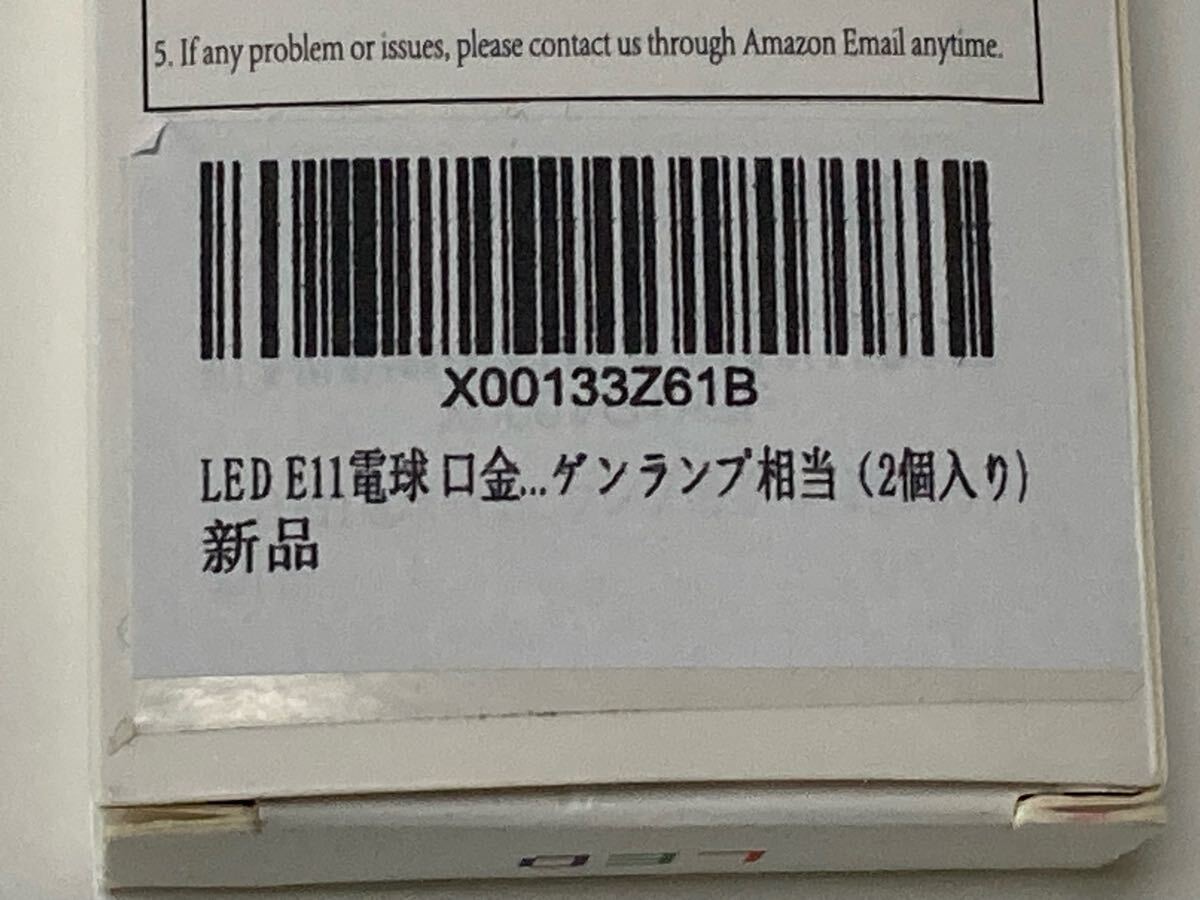 5. If any problem or issues, please contact us through Amazon Email anytime.
X00133Z61B
LED E11電球 口金...ゲンランプ相当（2個入り）
新品